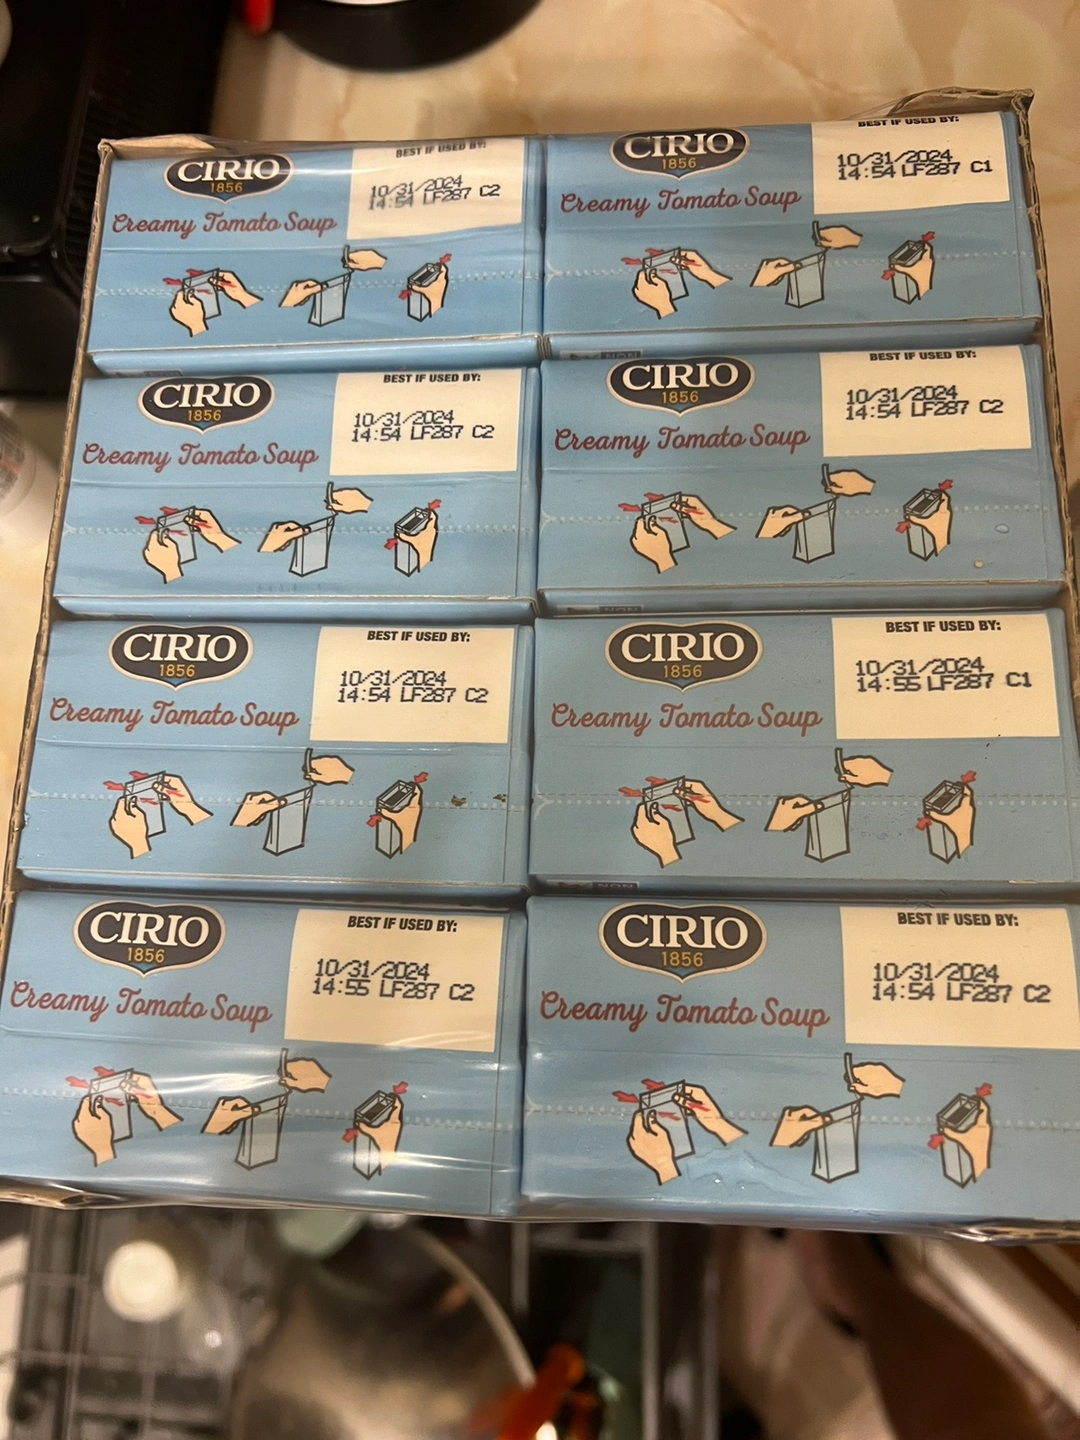 CIRIO
1856
Creamy Tomato Soup
BEST IF USED BY:
10/31/2024
14:54 LF287 C2
CIRIO
1856
Creamy Tomato Soup
BEST IF USED BY:
10/31/2024
14:54 LF287 C1
NON
CIRIO
1856
Creamy Tomato Soup
BEST IF USED BY:
10/31/2024
14:54 LF287 C2
CIRIO
1856
Creamy Tomato Soup
BEST IF USED BY:
10/31/2024
14:54 LF287 C2
NON
CIRIO
1856
Creamy Tomato Soup
BEST IF USED BY:
10/31/2024
14:54 LF287 C2
CIRIO
1856
Creamy Tomato Soup
BEST IF USED BY:
10/31/2024
14:55 LF287 C1
NON
CIRIO
1856
Creamy Tomato Soup
BEST IF USED BY:
10/31/2024
14:55 LF287 C2
CIRIO
1856
Creamy Tomato Soup
BEST IF USED BY:
10/31/2024
14:54 LF287 C2